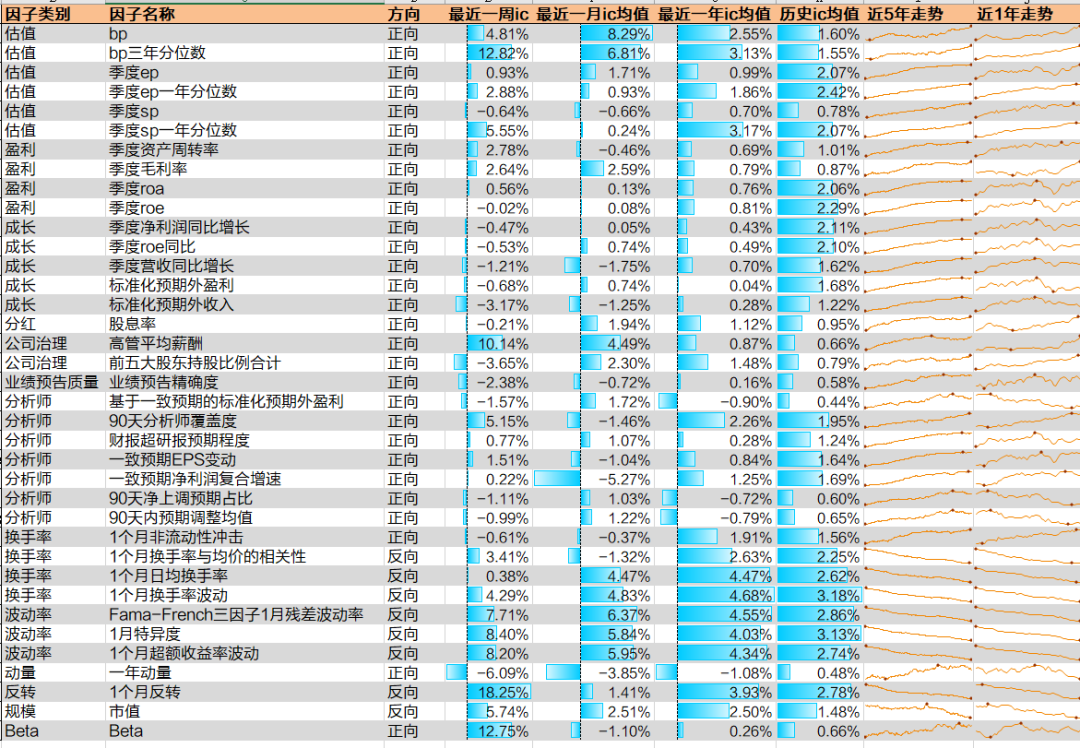 因子类别 因子名称 方向 最近一周ic 最近一月ic均值 最近一年ic均值 历史ic均值 近5年走势 近1年走势
估值 bp 正向 4.81% 8.29% 2.55% 1.60%
估值 bp三年分位数 正向 12.82% 6.81% 3.13% 1.55%
估值 季度ep 正向 0.93% 1.71% 0.99% 2.07%
估值 季度ep一年分位数 正向 2.88% 0.93% 1.86% 2.42%
估值 季度sp 正向 -0.64% -0.66% 0.70% 0.78%
估值 季度sp一年分位数 正向 5.55% 0.24% 3.17% 2.07%
盈利 季度资产周转率 正向 2.78% -0.46% 0.69% 1.01%
盈利 季度毛利率 正向 2.64% 2.59% 0.79% 0.87%
盈利 季度roa 正向 0.56% 0.13% 0.76% 2.06%
盈利 季度roe 正向 -0.02% 0.08% 0.81% 2.29%
成长 季度净利润同比增长 正向 -0.47% 0.05% 0.43% 2.11%
成长 季度roe同比 正向 -0.53% 0.74% 0.49% 2.10%
成长 季度营收同比增长 正向 -1.21% -1.75% 0.70% 1.62%
成长 标准化预期外盈利 正向 -0.68% 0.74% 0.04% 1.68%
成长 标准化预期外收入 正向 -3.17% -1.25% 0.28% 1.22%
分红 股息率 正向 -0.21% 1.94% 1.12% 0.95%
公司治理 高管平均薪酬 正向 10.14% 4.49% 0.87% 0.66%
公司治理 前五大股东持股比例合计 正向 -3.65% 2.30% 1.48% 0.79%
业绩预告质量 业绩预告精确度 正向 -2.38% -0.72% 0.16% 0.58%
分析师 基于一致预期的标准化预期外盈利 正向 -1.57% 1.72% -0.90% 0.44%
分析师 90天分析师覆盖度 正向 5.15% -1.46% 2.26% 1.95%
分析师 财报超研报预期程度 正向 0.77% 1.07% 0.28% 1.24%
分析师 一致预期EPS变动 正向 1.51% -1.04% 0.84% 1.64%
分析师 一致预期净利润复合增速 正向 0.22% -5.27% 1.25% 1.69%
分析师 90天净上调预期占比 正向 -1.11% 1.03% -0.72% 0.60%
分析师 90天内预期调整均值 正向 -0.99% 1.22% -0.79% 0.65%
换手率 1个月非流动性冲击 正向 -0.61% -0.37% 1.91% 1.56%
换手率 1个月换手率与均价的相关性 反向 3.41% -1.32% 2.63% 2.25%
换手率 1个月日均换手率 反向 0.38% 4.47% 4.47% 2.62%
换手率 1个月换手率波动 反向 4.29% 4.83% 4.68% 3.18%
波动率 Fama-French三因子1月残差波动率 反向 7.71% 6.37% 4.55% 2.86%
波动率 1月特异度 反向 8.40% 5.84% 4.03% 3.13%
波动率 1个月超额收益率波动 反向 8.20% 5.95% 4.34% 2.74%
动量 一年动量 正向 -6.09% -3.85% -1.08% 0.48%
反转 1个月反转 反向 18.25% 1.41% 3.93% 2.78%
规模 市值 反向 5.74% 2.51% 2.50% 1.48%
Beta Beta 正向 12.75% -1.10% 0.26% 0.66%